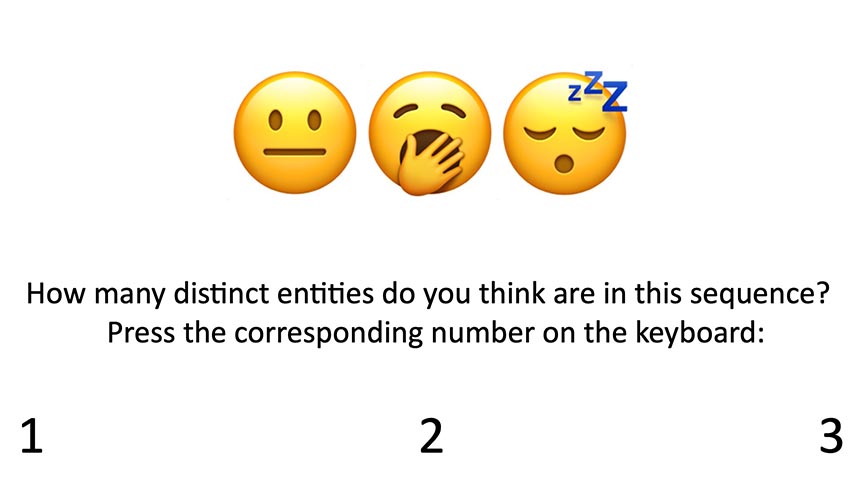 zZZ
How many distinct entities do you think are in this sequence?
Press the corresponding number on the keyboard:
1 2 3